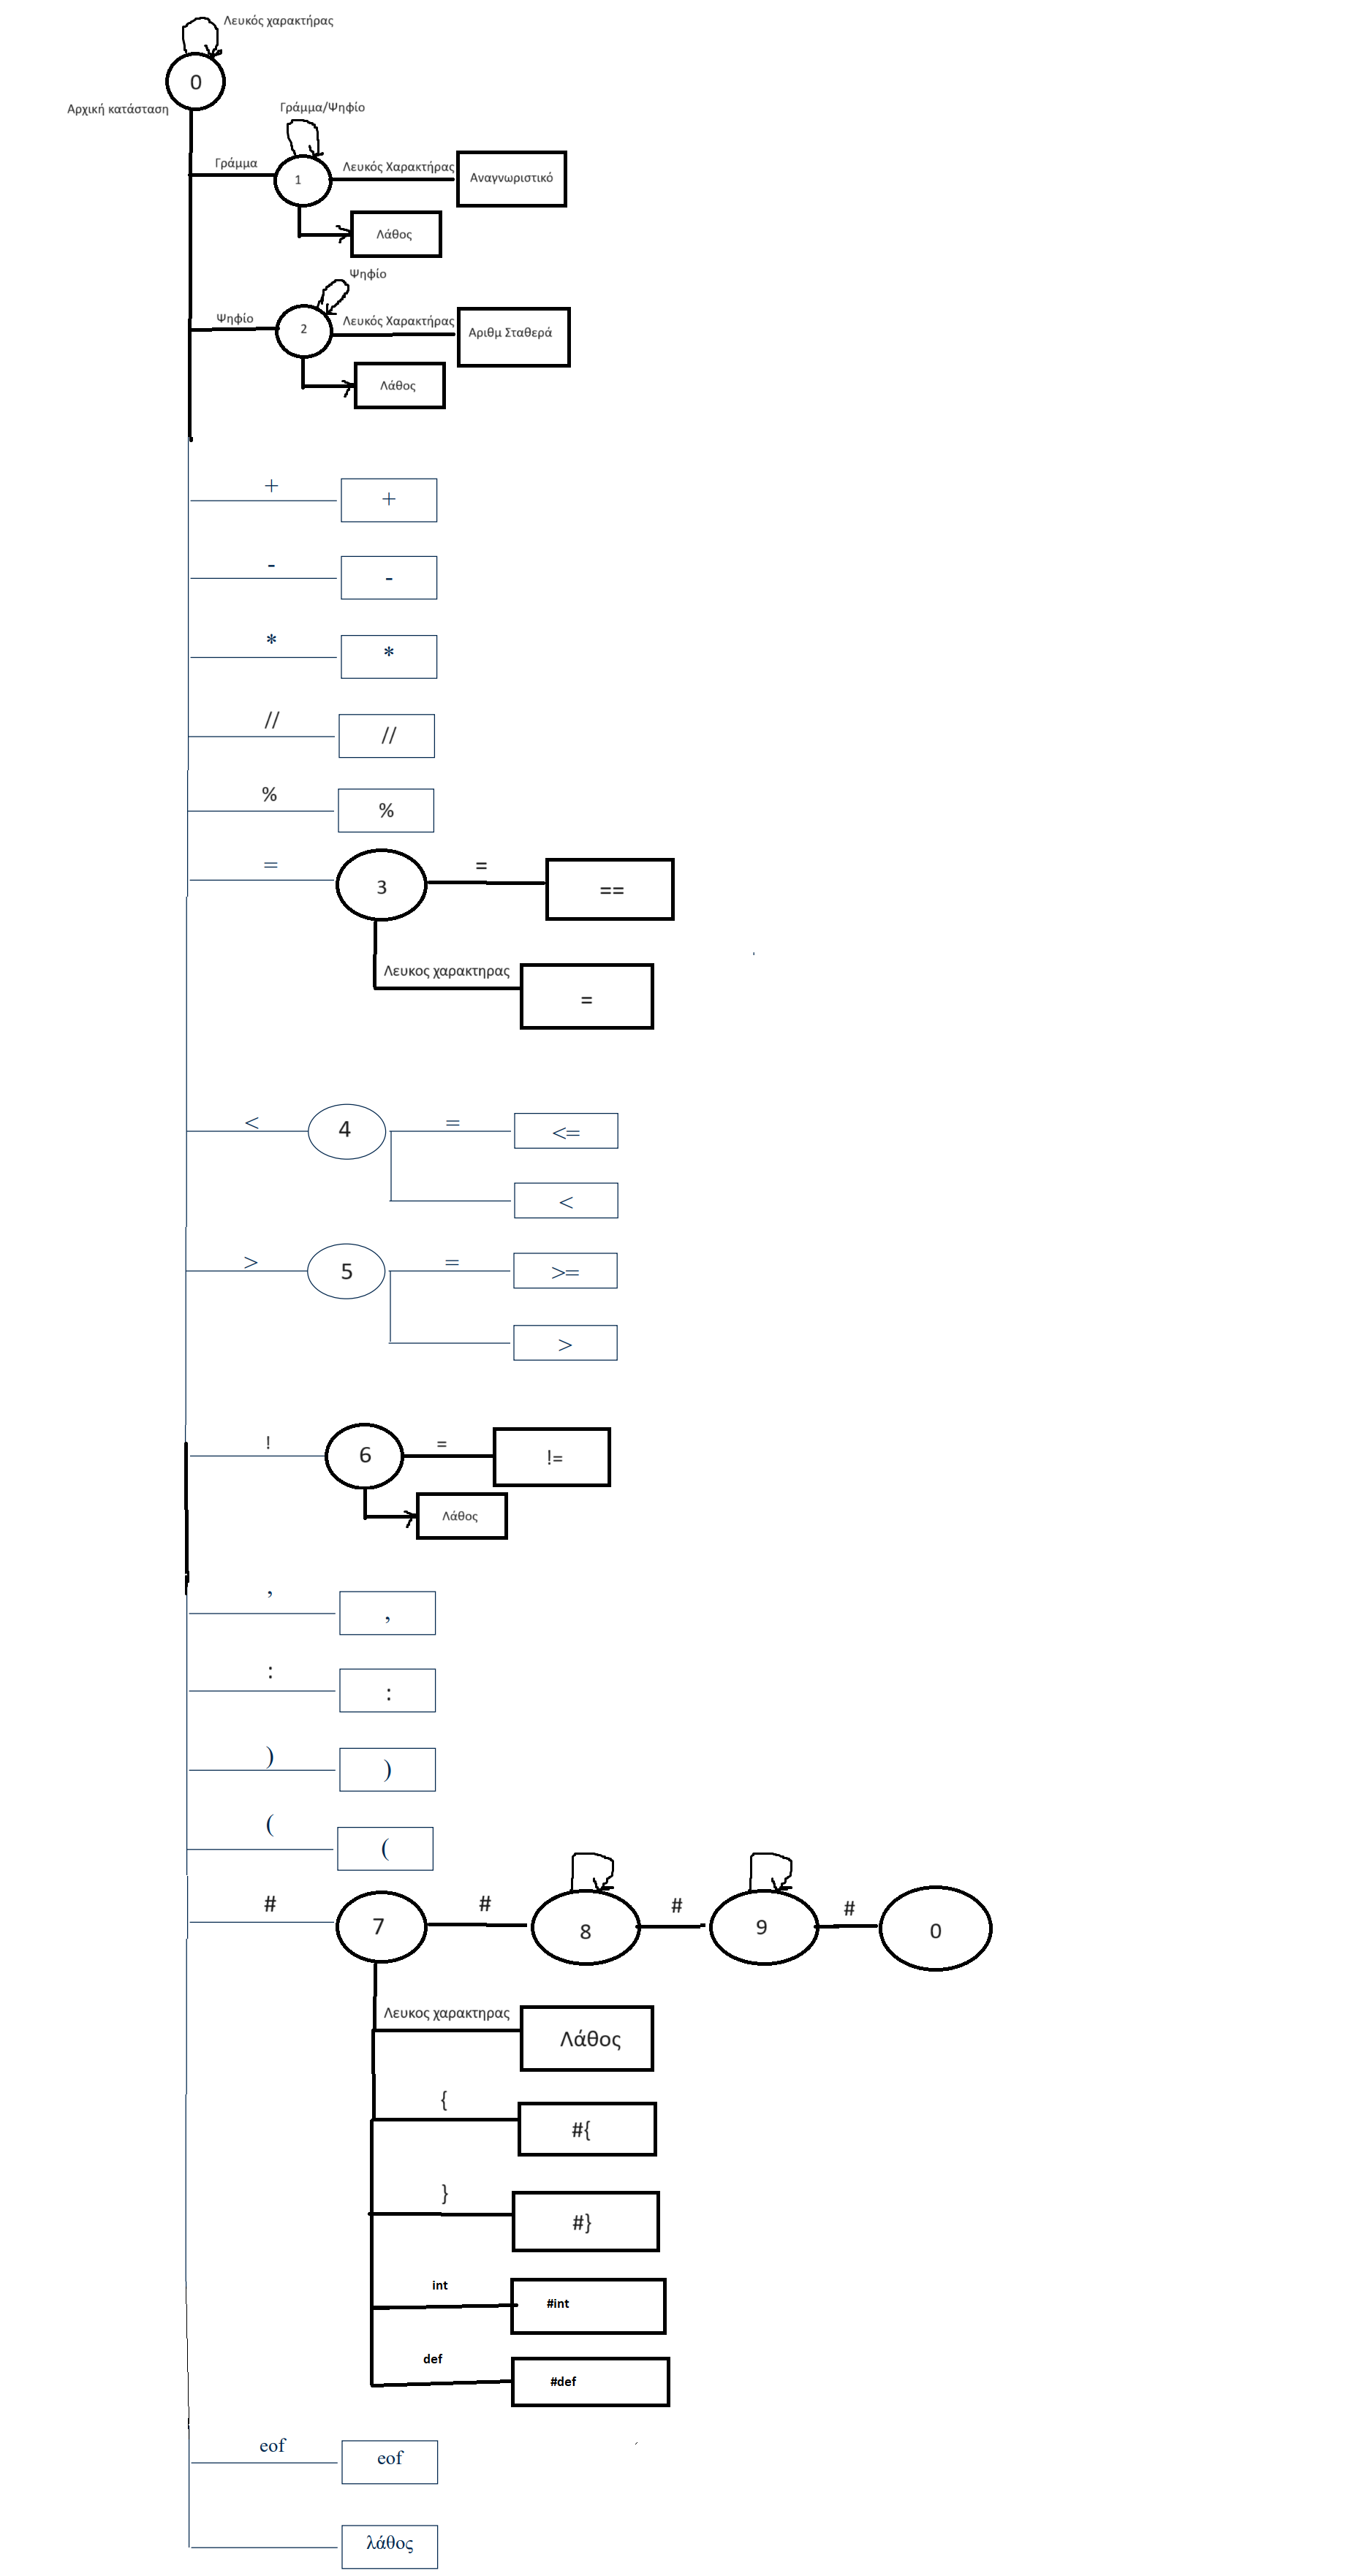 Λευκός χαρακτήρας
0
Αρχική κατάσταση
Γράμμα/Ψηφίο
Γράμμα
1
Λευκός Χαρακτήρας
Αναγνωριστικό
Λάθος
Ψηφίο
Ψηφίο
2
Λευκός Χαρακτήρας
Αριθμ Σταθερά
Λάθος
+
+
-
-
*
*
//
//
%
%
=
3
=
==
Λευκος χαρακτηρας
=
<
4
=
<=
<
>
5
=
>=
>
!
6
=
!=
Λάθος
,
,
:
:
)
)
(
(
#
7
#
8
#
9
#
0
Λευκος χαρακτηρας
Λάθος
{
#{
}
#}
int
#int
def
#def
eof
eof
λάθος